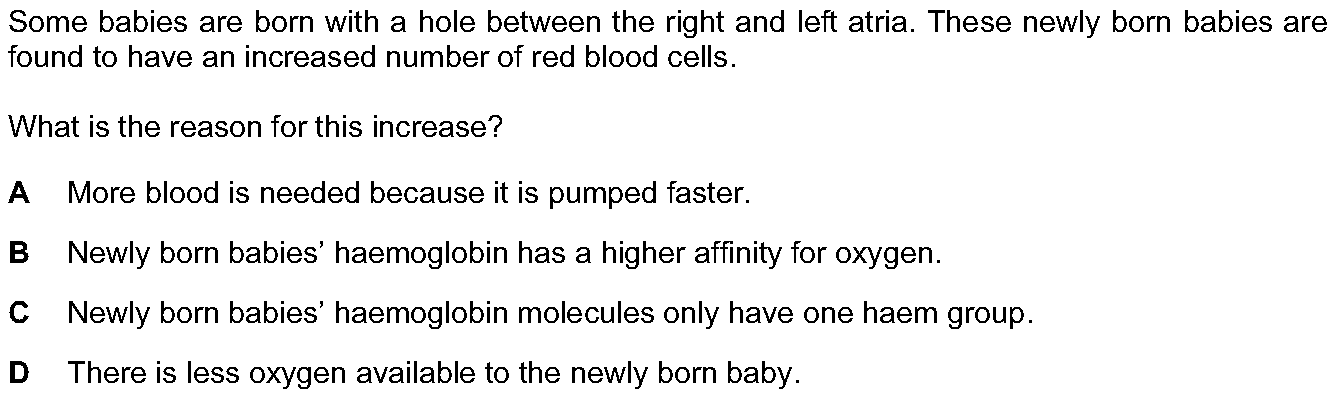 Some babies are born with a hole between the right and left atria. These newly born babies are
found to have an increased number of red blood cells.
What is the reason for this increase?
A More blood is needed because it is pumped faster.
B Newly born babies’ haemoglobin has a higher affinity for oxygen.
C Newly born babies’ haemoglobin molecules only have one haem group.
D There is less oxygen available to the newly born baby.